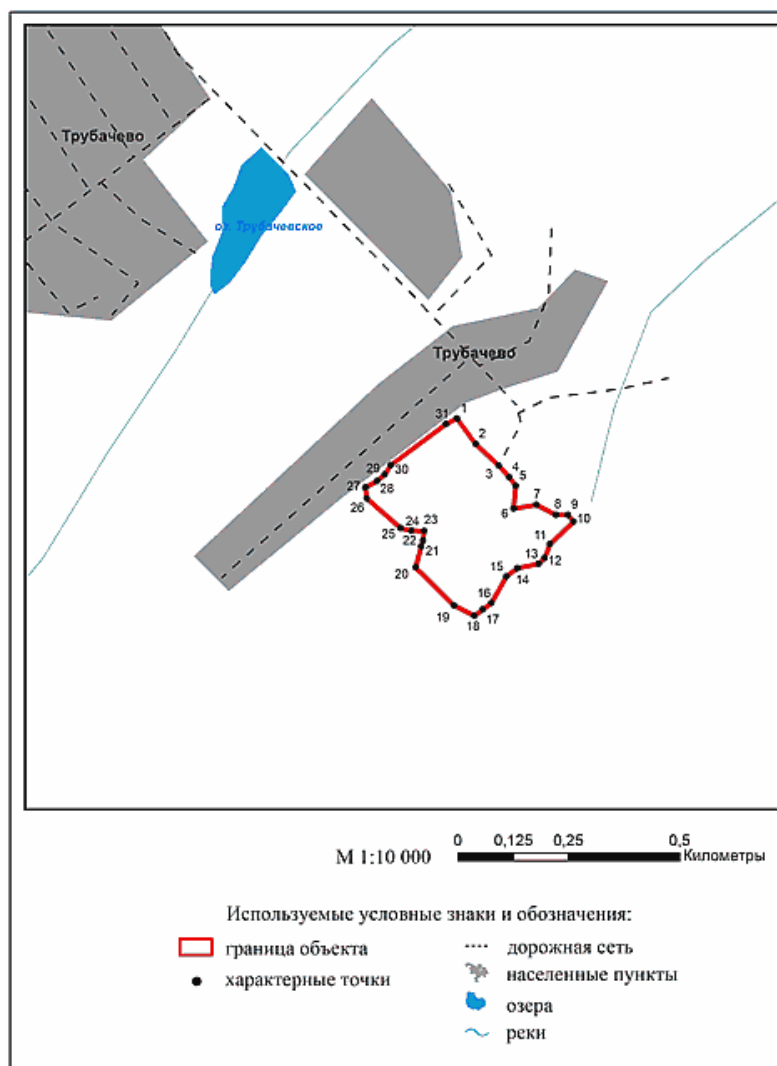 Трубачево
оз. Трубачевское
Трубачево
31 1
2
3 4
5
6 7
8 9
10
11
12
13
14
15
16
17
18
19
20
21
22
23
24
25
26
27
28
29
30
М 1:10 000
0 0,125 0,25 0,5
Километры
Используемые условные знаки и обозначения:
граница объекта
характерные точки
дорожная сеть
населенные пункты
озера
реки